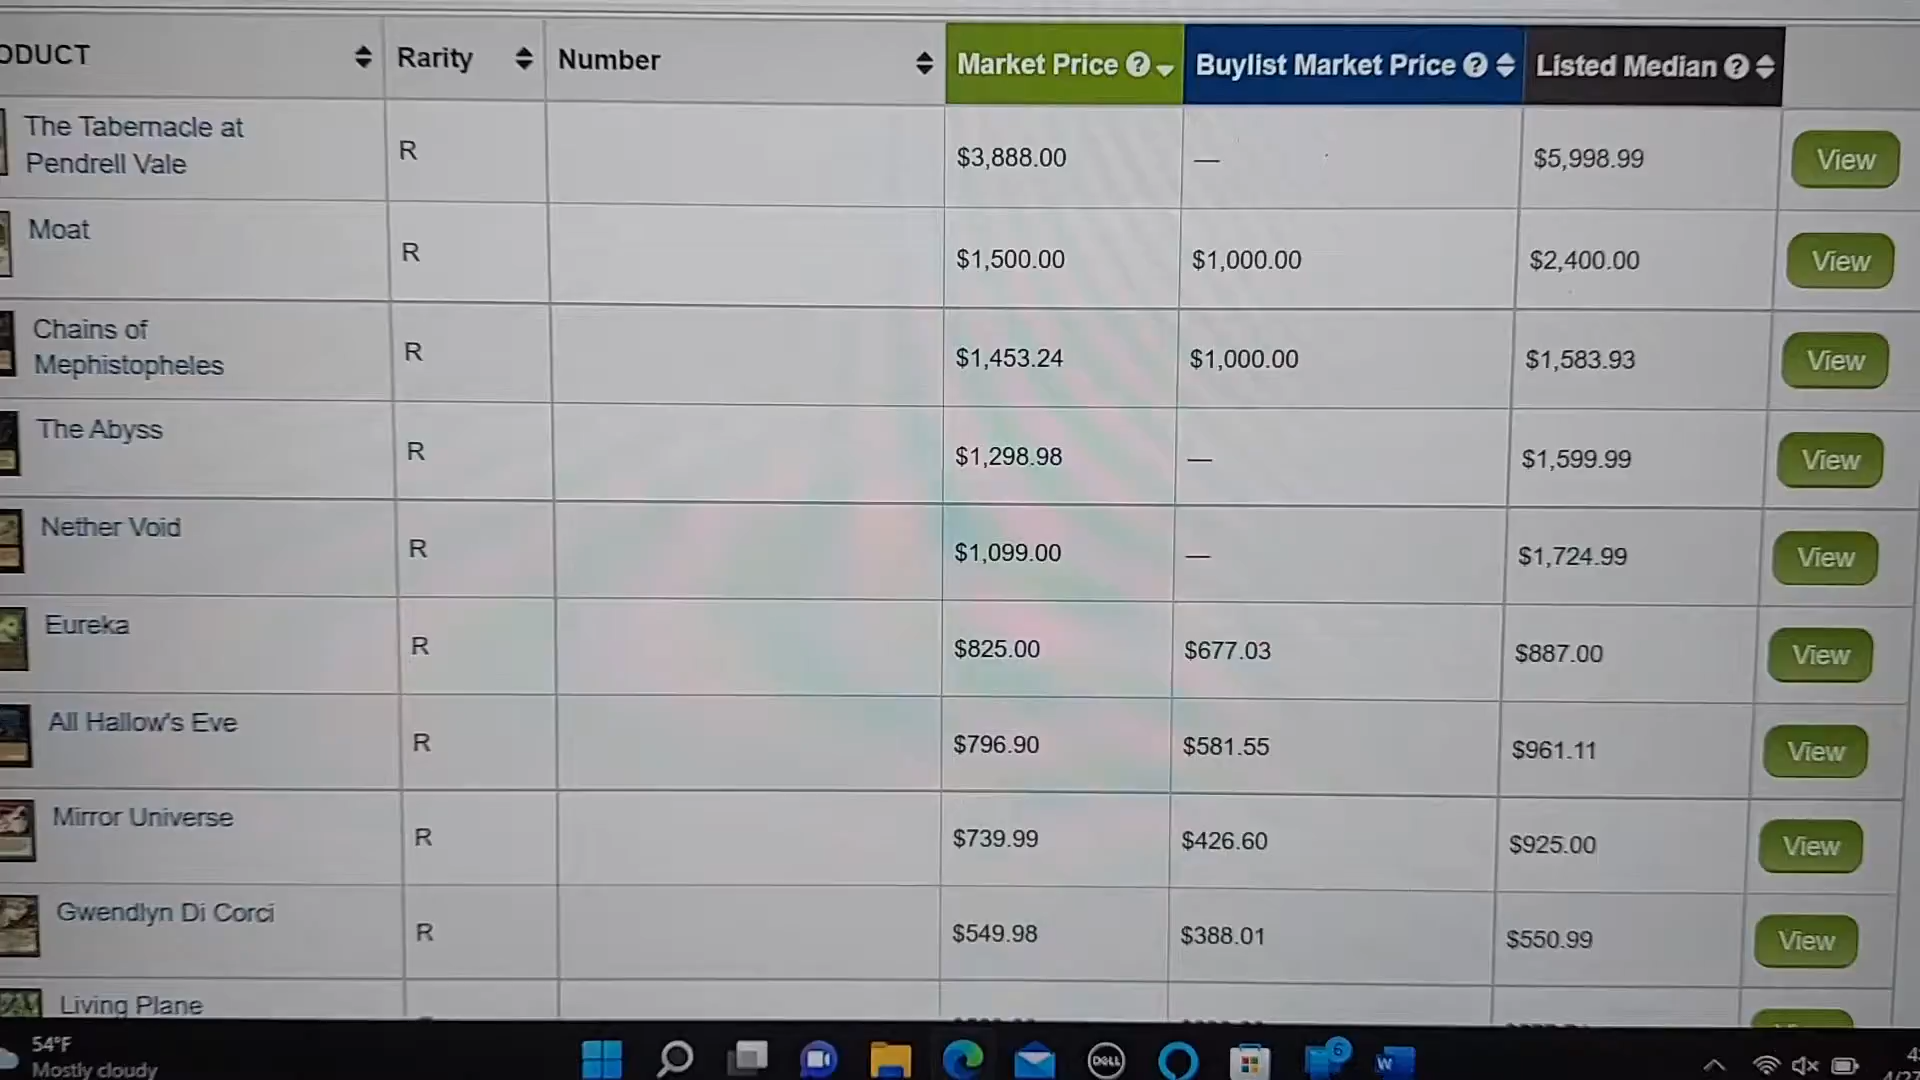 ODUCT Rarity Number Market Price ? Buylist Market Price ? Listed Median ?
The Tabernacle at
Pendrell Vale R $3,888.00 — $5,998.99 View
Moat R $1,500.00 $1,000.00 $2,400.00 View
Chains of
Mephistopheles R $1,453.24 $1,000.00 $1,583.93 View
The Abyss R $1,298.98 — $1,599.99 View
Nether Void R $1,099.00 — $1,724.99 View
Eureka R $825.00 $677.03 $887.00 View
All Hallow's Eve R $796.90 $581.55 $961.11 View
Mirror Universe R $739.99 $426.60 $925.00 View
Gwendlyn Di Corci R $549.98 $388.01 $550.99 View
Living Plane
54°F
Mostly cloudy
DELL
6
W